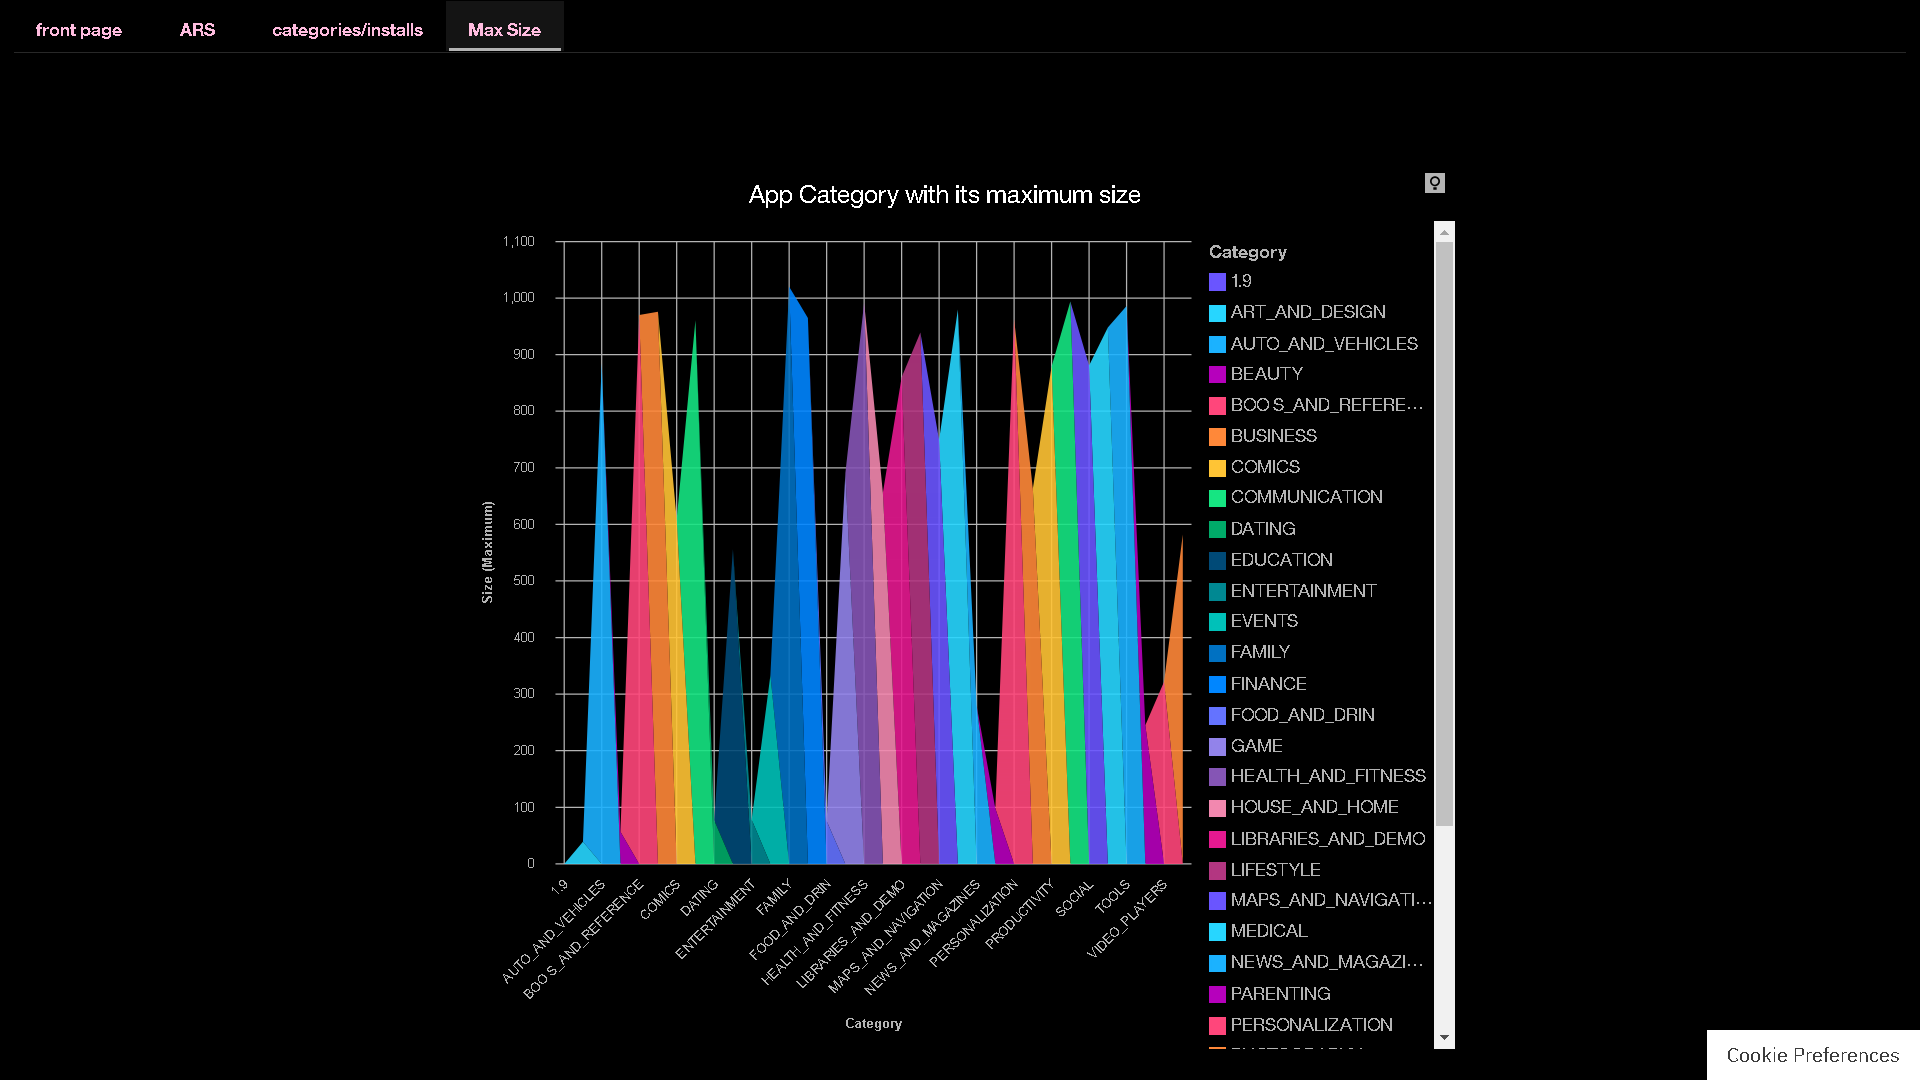 front page
ARS
categories/installs
Max Size
App Category with its maximum size
1,100
1,000
900
800
700
600
500
400
300
200
100
0
Size (Maximum)
1.9
AUTO_AND_VEHICLES
BOO S_AND_REFERENCE
COMICS
DATING
ENTERTAINMENT
FAMILY
FOOD_AND_DRIN
HEALTH_AND_FITNESS
LIBRARIES_AND_DEMO
MAPS_AND_NAVIGATION
NEWS_AND_MAGAZINES
PERSONALIZATION
PRODUCTIVITY
SOCIAL
TOOLS
VIDEO_PLAYERS
Category
Category
1.9
ART_AND_DESIGN
AUTO_AND_VEHICLES
BEAUTY
BOO S_AND_REFERE...
BUSINESS
COMICS
COMMUNICATION
DATING
EDUCATION
ENTERTAINMENT
EVENTS
FAMILY
FINANCE
FOOD_AND_DRIN
GAME
HEALTH_AND_FITNESS
HOUSE_AND_HOME
LIBRARIES_AND_DEMO
LIFESTYLE
MAPS_AND_NAVIGATI...
MEDICAL
NEWS_AND_MAGAZI...
PARENTING
PERSONALIZATION
Cookie Preferences